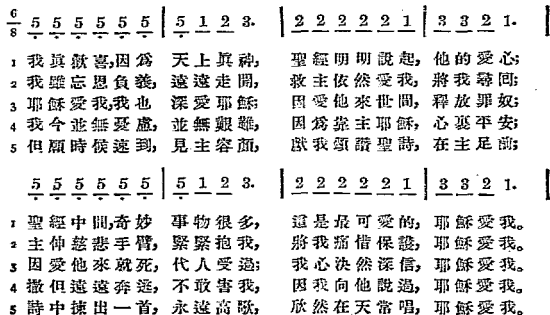 6/8 5 5 5 5 5 5 | 5 1 2 3. | 2 2 2 2 2 1 | 3 3 2 1.
1 我眞歡喜,因爲 天上眞神, 聖經明明說起, 他的愛心;
2 我雖忘恩負義, 遠遠走開, 救主依然愛我, 將我尋回;
3 耶穌愛我,我也 深愛耶穌; 因愛他來世間, 釋放罪奴;
4 我今並無憂慮, 並無艱難, 因爲靠主耶穌, 心裏平安;
5 但願時候速到, 見主容顏, 獻我頌讚聖詩, 在主足前;
5 5 5 5 5 5 | 5 1 2 3. | 2 2 2 2 2 1 | 3 3 2 1.
1 聖經中間,奇妙 事物很多, 這是最可愛的, 耶穌愛我。
2 主伸慈悲手臂, 緊緊抱我, 將我痛惜保護, 耶穌愛我。
3 因愛他來就死, 代人受過; 我心決然深信, 耶穌愛我。
4 撒但遠遠奔逃, 不敢害我, 因我向他說過, 耶穌愛我。
5 詩中揀出一首, 永遠高歌, 欣然在天常唱, 耶穌愛我。